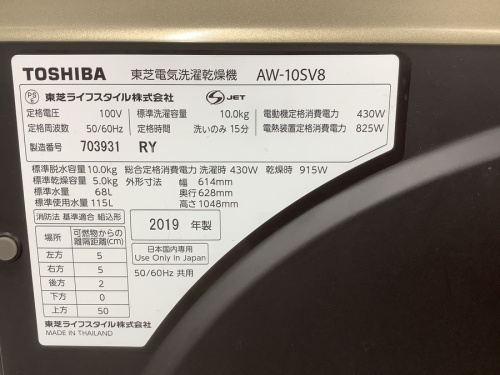 TOSHIBA 東芝電気洗濯乾燥機 AW-10SV8
PS E 東芝ライフスタイル株式会社 S JET
定格電圧 100V 標準洗濯容量 10.0kg 電動機定格消費電力 430W
定格周波数 50/60Hz 定格時間 洗いのみ 15分 電熱装置定格消費電力 825W
製造番号 703931 RY
標準脱水容量 10.0kg 総合定格消費電力 洗濯時 430W 乾燥時 915W
標準乾燥容量 5.0kg 外形寸法 幅 614mm
標準水量 68L 奥行 628mm
標準使用水量 115L 高さ 1048mm
消防法 基準適合 組込形
2019 年製
場所 可燃物からの離隔距離(cm)
左方 5
右方 5
後方 2
下方 0
上方 50
日本国内専用
Use Only in Japan
50/60Hz 共用
東芝ライフスタイル株式会社
MADE IN THAILAND